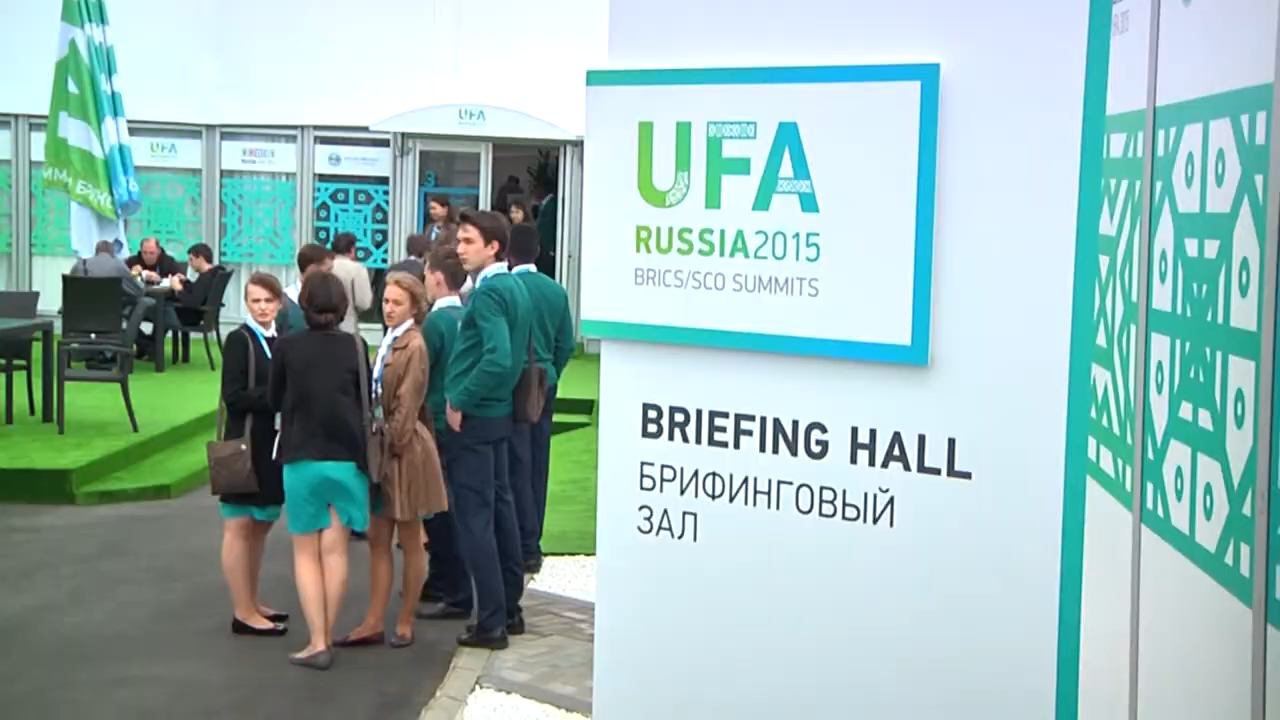 UFA
RUSSIA2015
BRICS/SCO SUMMITS
BRIEFING HALL
БРИФИНГОВЫЙ
ЗАЛ
UFA
UFA